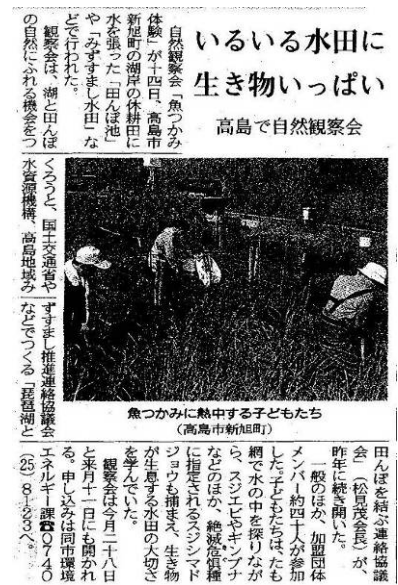 いるいる水田に
生き物いっぱい
高島で自然観察会
自然観察会「魚つかみ
体験」が十四日、高島市
新旭町の湖岸の休耕田に
水を張った「田んぼ池」
や「みずすまし水田」な
どで行われた。
観察会は、湖と田んぼ
の自然にふれる機会をつ
くろうと、国土交通省や
水資源機構、高島地域み
ずすまし推進連絡協議会
などでつくる「琵琶湖と
魚つかみに熱中する子どもたち
(高島市新旭町)
田んぼを結ぶ連絡協議
会」(松見茂会長)が、
昨年に続き開いた。
一般のほか、加盟団体
メンバー約四十人が参加
した。子どもたちは、たも
網で水の中を探りなが
ら、スジエビやギンブナ
などのほか、絶滅危惧種
に指定されるスジシマド
ジョウも捕まえ、生き物
が生息する水田の大切さ
を学んでいた。
観察会は今月二十八日
と来月十一日にも開かれ
る。申し込みは同市環境
エネルギー課☎0740
(25)8123へ。